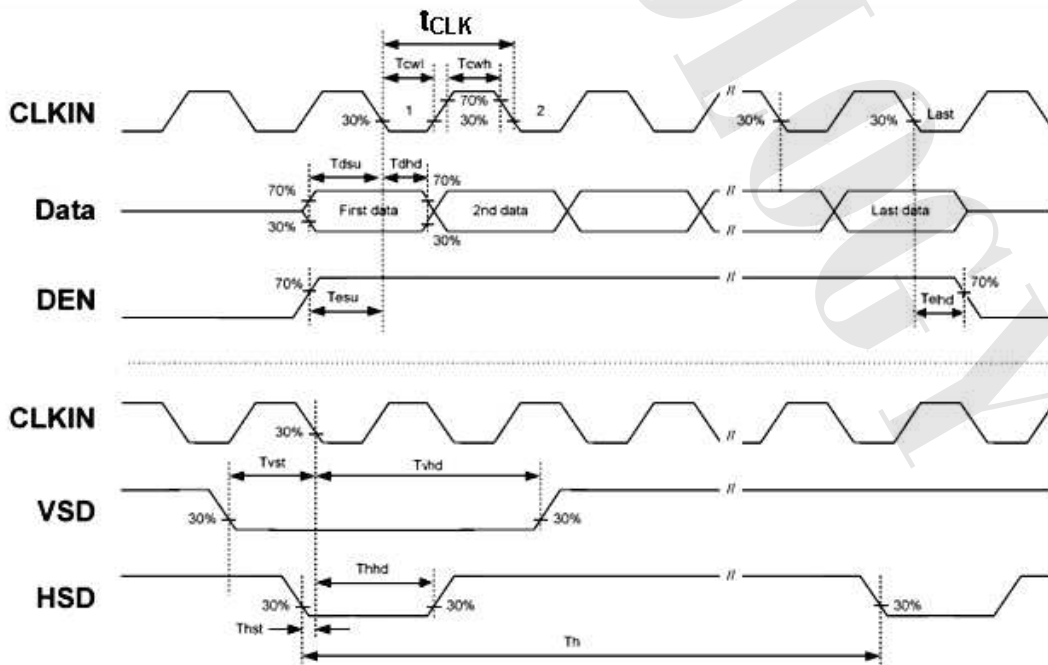 tCLK
Tcwl Tcwh
CLKIN 30% 1 70% 30% 2 30% 30% Last
Tdsu Tdhd
70% 70%
Data First data 2nd data Last data
30% 30%
DEN 70% Tesu Tehd 70%
CLKIN 30%
Tvst Tvhd
VSD 30% 30%
Thhd
HSD 30% 30% 30%
Thst
Th